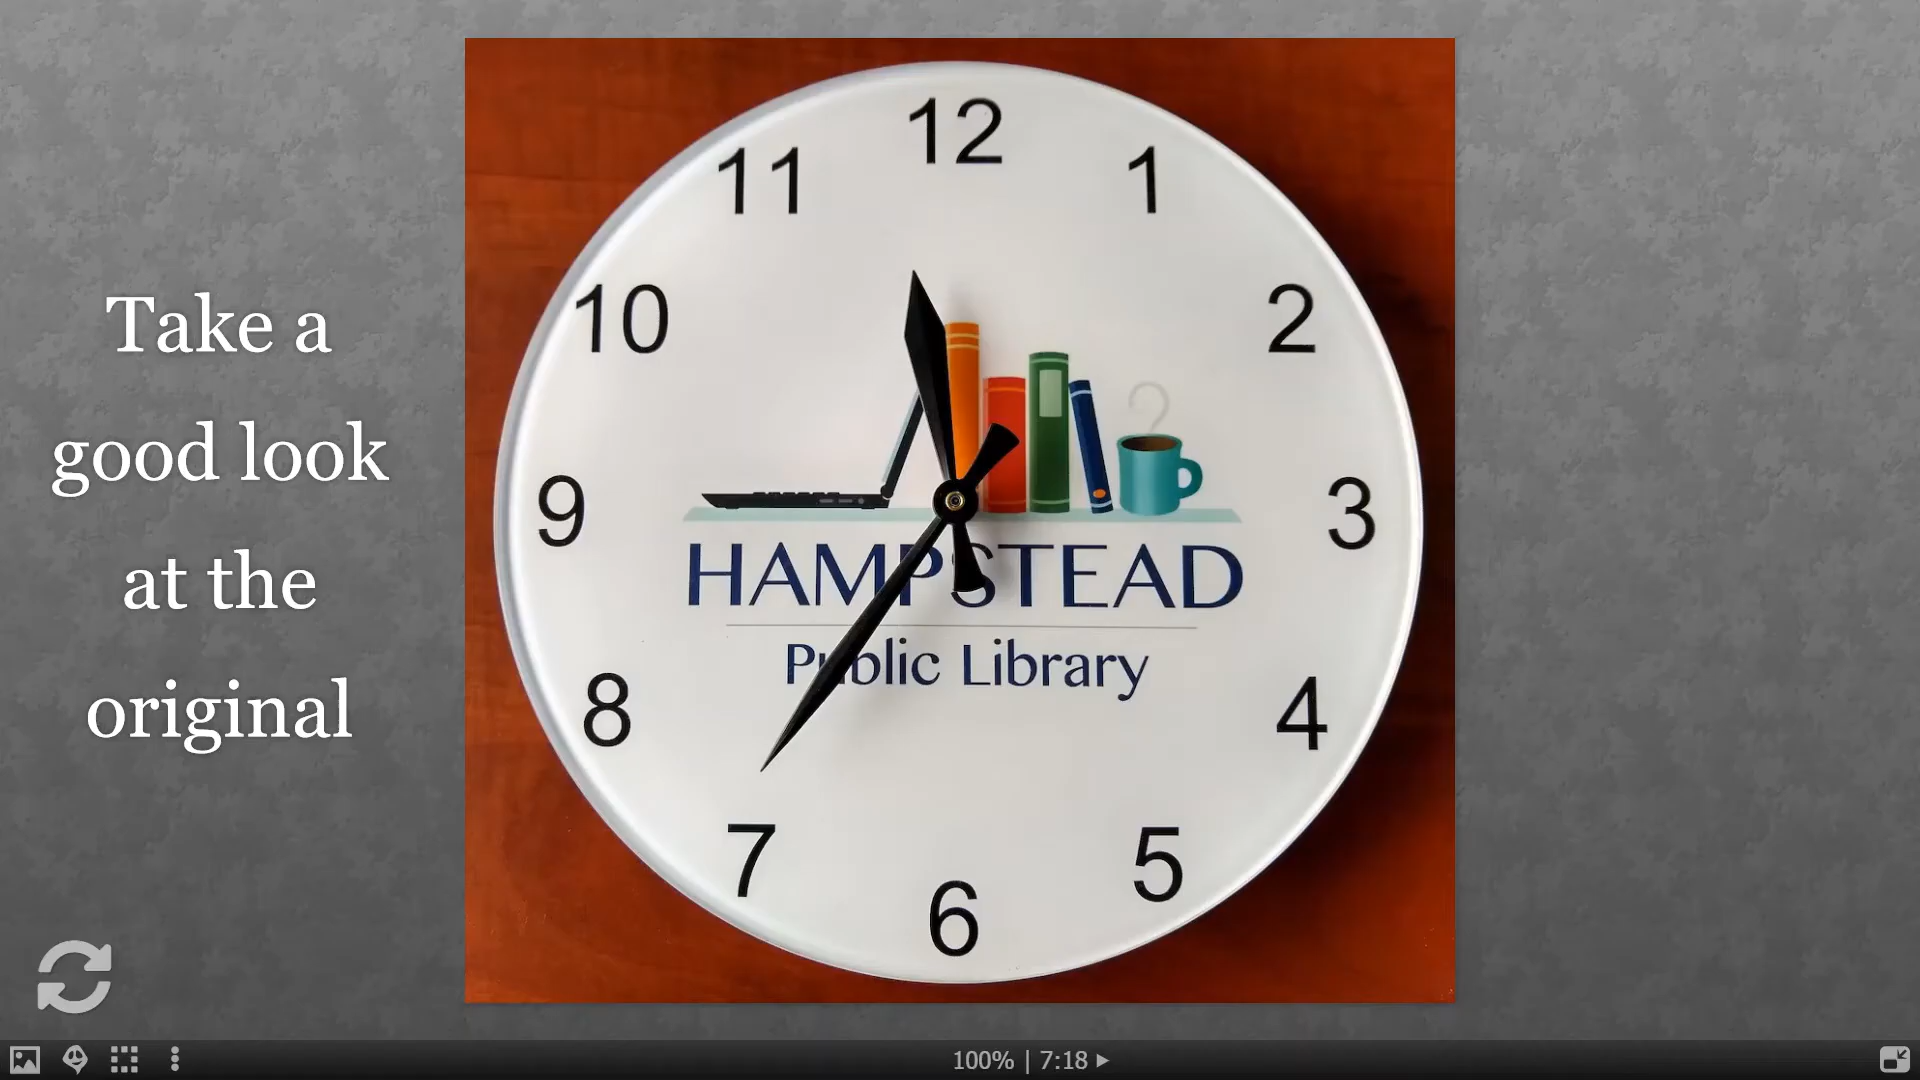 Take a
good look
at the
original
12
11
1
10
2
9
3
HAMPSTEAD
Public Library
8
4
7
5
6
100% | 7:18